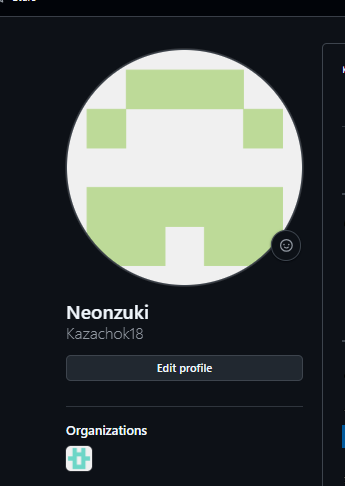 Neonzuki
Kazachok18
Edit profile
Organizations